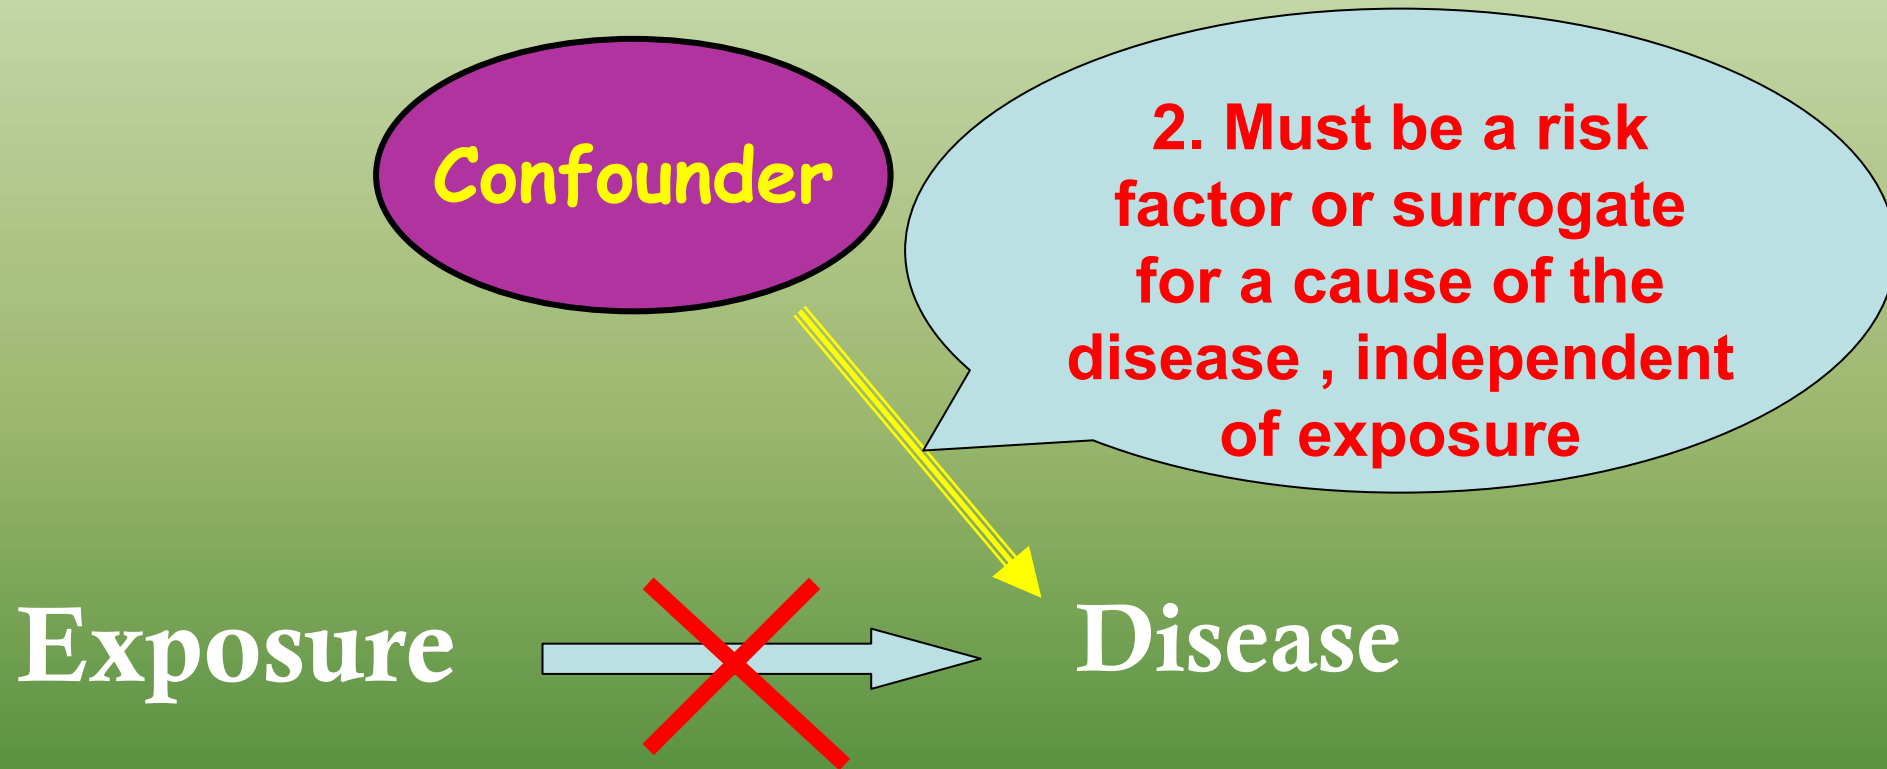 Confounder
2. Must be a risk
factor or surrogate
for a cause of the
disease , independent
of exposure
Exposure
Disease